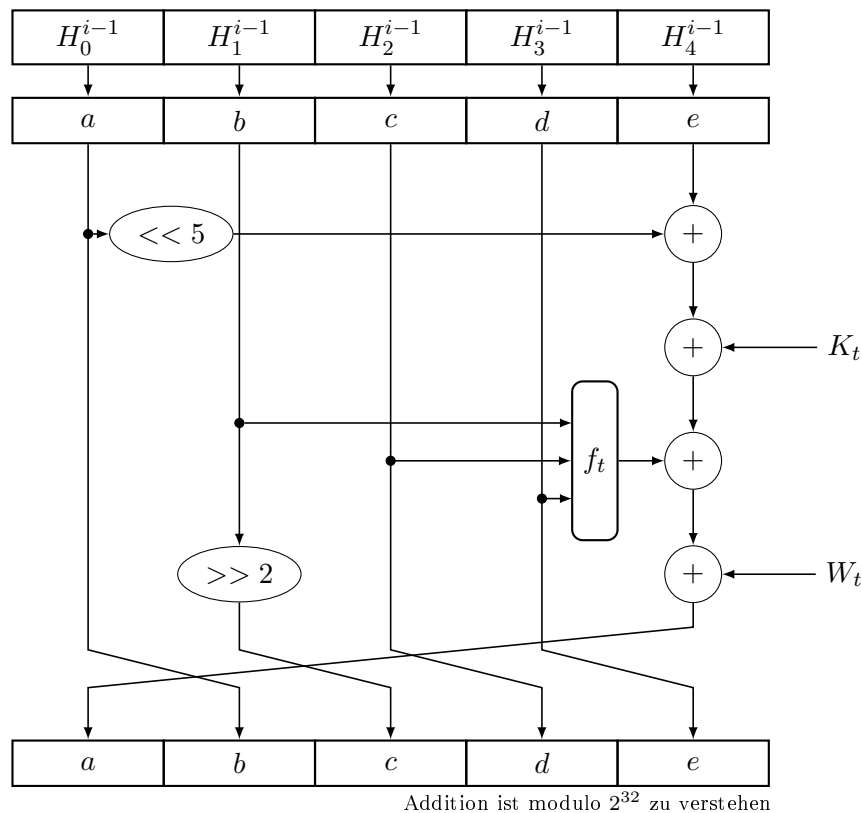 $H_0^{i-1}$ $H_1^{i-1}$ $H_2^{i-1}$ $H_3^{i-1}$ $H_4^{i-1}$
a b c d e
<< 5 +
+ $K_t$
$f_t$ +
>> 2 + $W_t$
a b c d e
Addition ist modulo $2^{32}$ zu verstehen